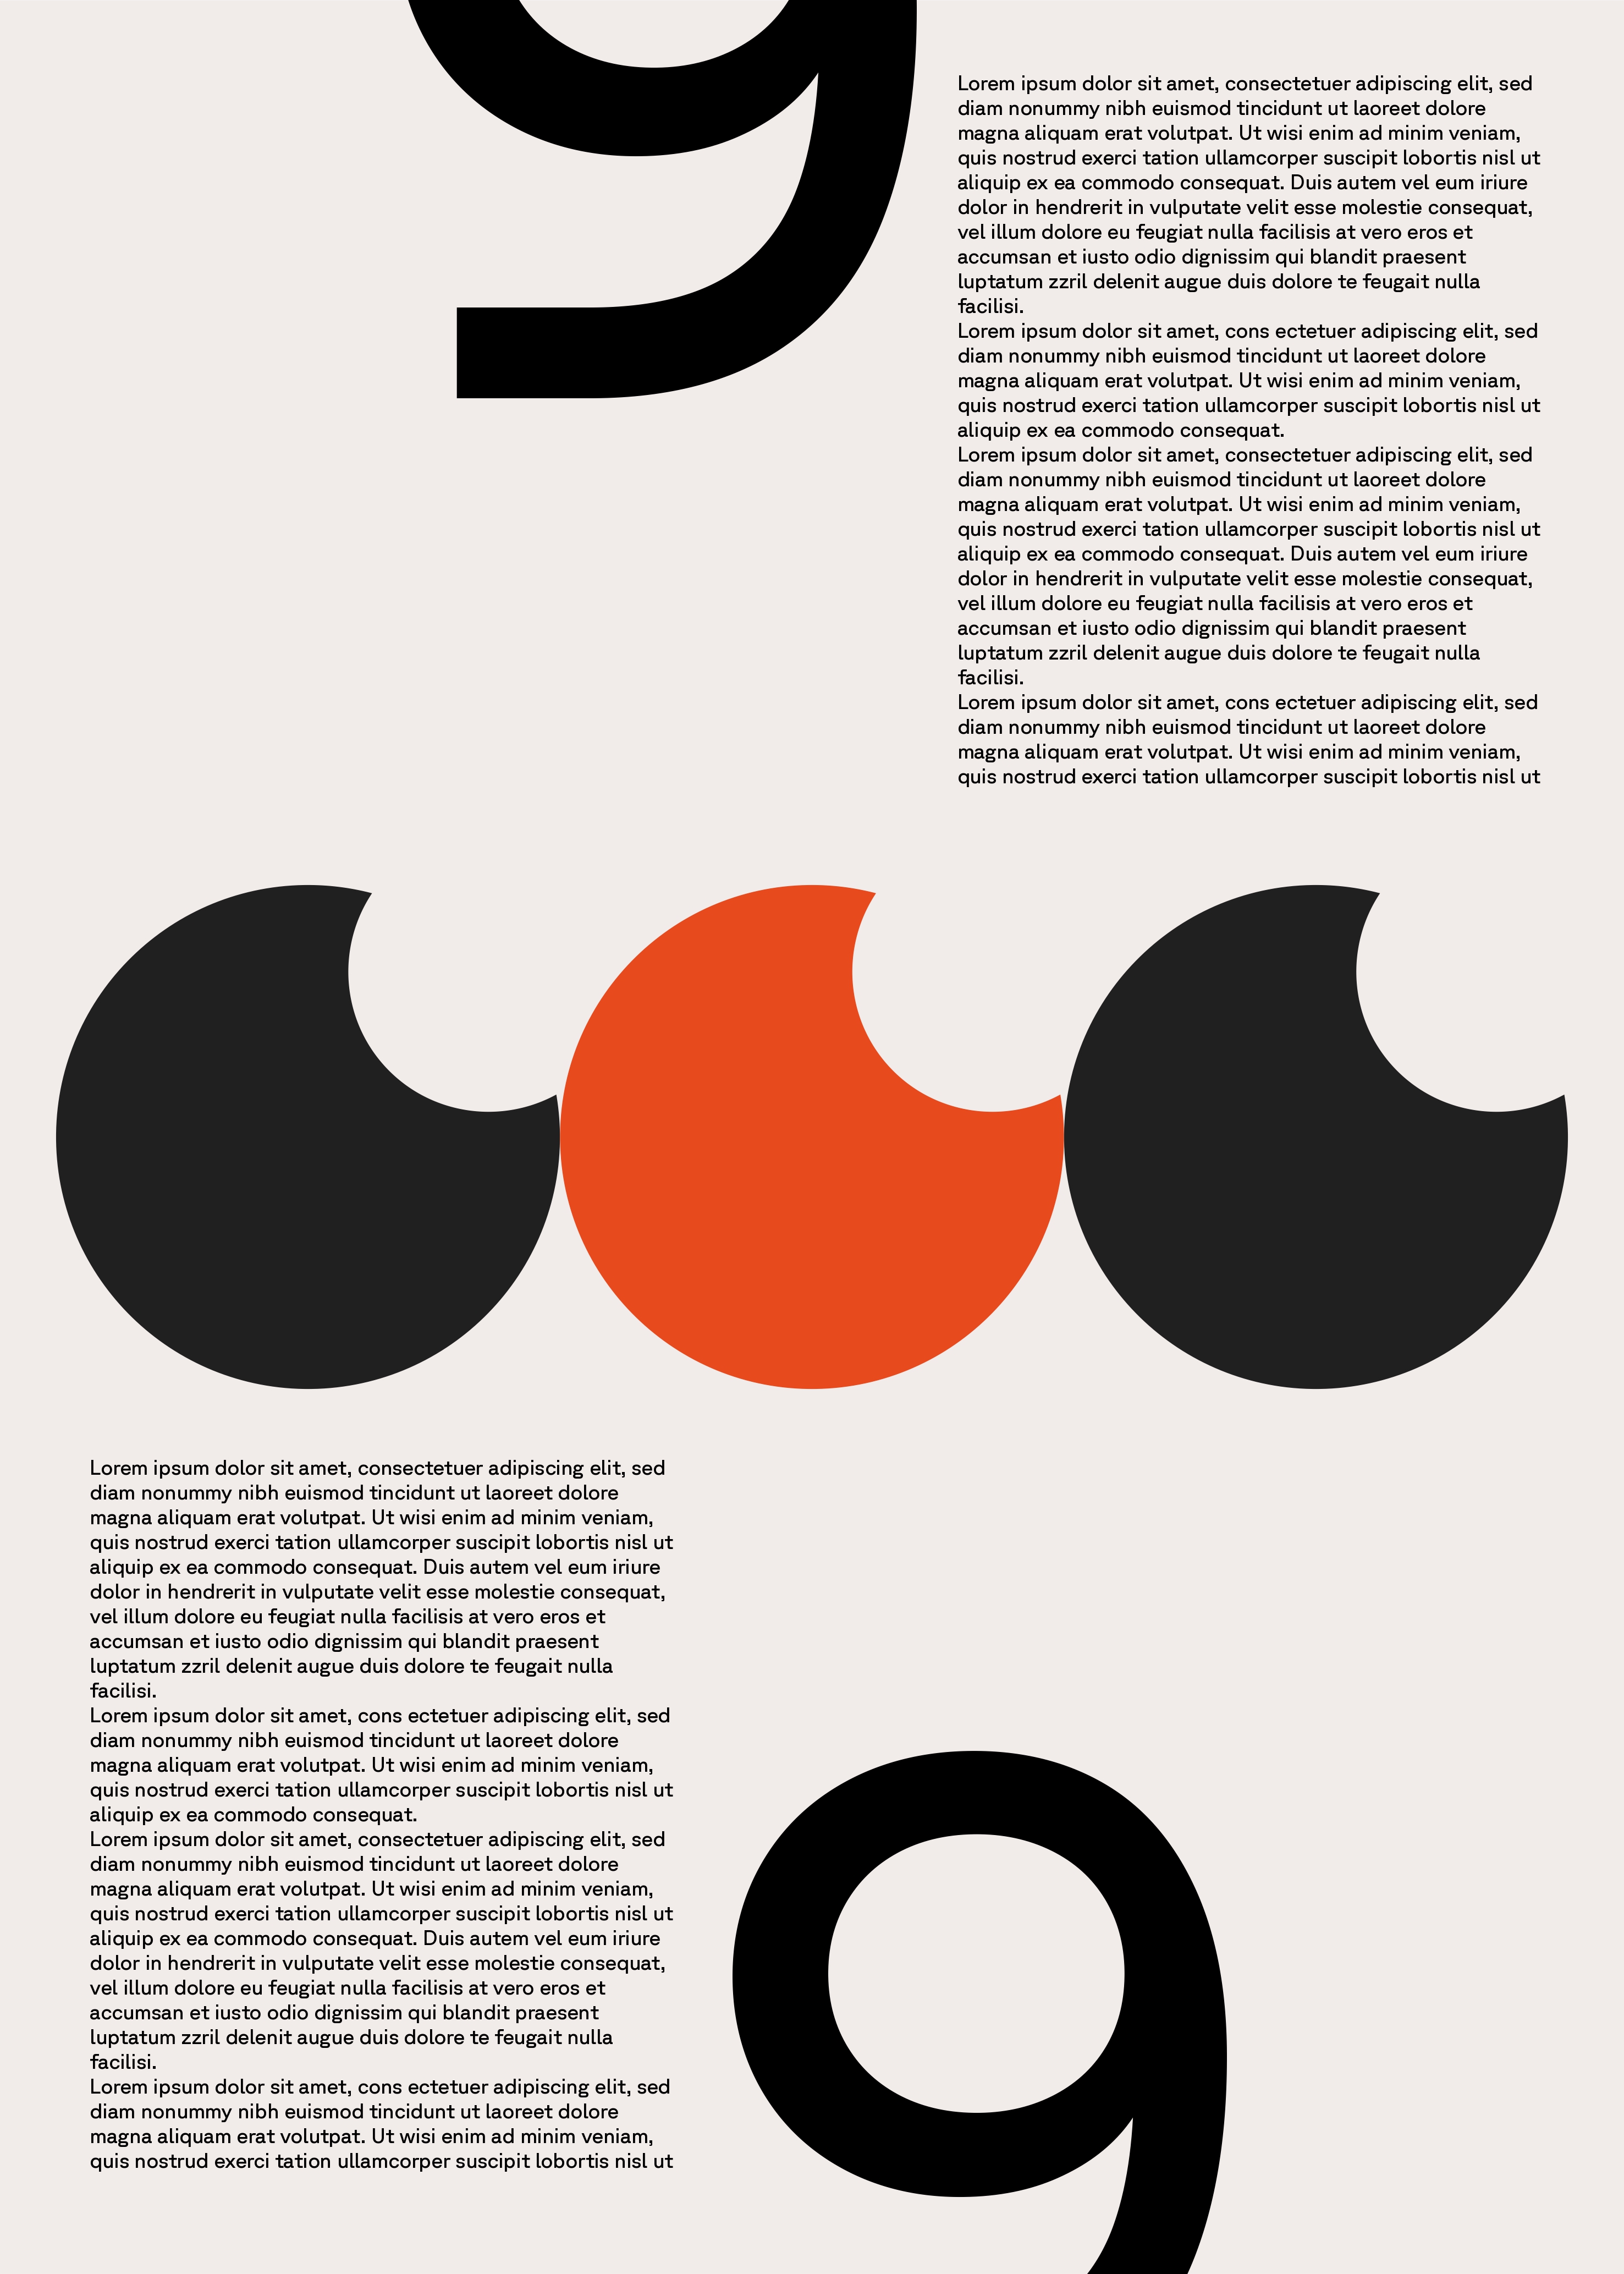 9
Lorem ipsum dolor sit amet, consectetuer adipiscing elit, sed
diam nonummy nibh euismod tincidunt ut laoreet dolore
magna aliquam erat volutpat. Ut wisi enim ad minim veniam,
quis nostrud exerci tation ullamcorper suscipit lobortis nisl ut
aliquip ex ea commodo consequat. Duis autem vel eum iriure
dolor in hendrerit in vulputate velit esse molestie consequat,
vel illum dolore eu feugiat nulla facilisis at vero eros et
accumsan et iusto odio dignissim qui blandit praesent
luptatum zzril delenit augue duis dolore te feugait nulla
facilisi.
Lorem ipsum dolor sit amet, cons ectetuer adipiscing elit, sed
diam nonummy nibh euismod tincidunt ut laoreet dolore
magna aliquam erat volutpat. Ut wisi enim ad minim veniam,
quis nostrud exerci tation ullamcorper suscipit lobortis nisl ut
aliquip ex ea commodo consequat.
Lorem ipsum dolor sit amet, consectetuer adipiscing elit, sed
diam nonummy nibh euismod tincidunt ut laoreet dolore
magna aliquam erat volutpat. Ut wisi enim ad minim veniam,
quis nostrud exerci tation ullamcorper suscipit lobortis nisl ut
aliquip ex ea commodo consequat. Duis autem vel eum iriure
dolor in hendrerit in vulputate velit esse molestie consequat,
vel illum dolore eu feugiat nulla facilisis at vero eros et
accumsan et iusto odio dignissim qui blandit praesent
luptatum zzril delenit augue duis dolore te feugait nulla
facilisi.
Lorem ipsum dolor sit amet, cons ectetuer adipiscing elit, sed
diam nonummy nibh euismod tincidunt ut laoreet dolore
magna aliquam erat volutpat. Ut wisi enim ad minim veniam,
quis nostrud exerci tation ullamcorper suscipit lobortis nisl ut
Lorem ipsum dolor sit amet, consectetuer adipiscing elit, sed
diam nonummy nibh euismod tincidunt ut laoreet dolore
magna aliquam erat volutpat. Ut wisi enim ad minim veniam,
quis nostrud exerci tation ullamcorper suscipit lobortis nisl ut
aliquip ex ea commodo consequat. Duis autem vel eum iriure
dolor in hendrerit in vulputate velit esse molestie consequat,
vel illum dolore eu feugiat nulla facilisis at vero eros et
accumsan et iusto odio dignissim qui blandit praesent
luptatum zzril delenit augue duis dolore te feugait nulla
facilisi.
Lorem ipsum dolor sit amet, cons ectetuer adipiscing elit, sed
diam nonummy nibh euismod tincidunt ut laoreet dolore
magna aliquam erat volutpat. Ut wisi enim ad minim veniam,
quis nostrud exerci tation ullamcorper suscipit lobortis nisl ut
aliquip ex ea commodo consequat.
Lorem ipsum dolor sit amet, consectetuer adipiscing elit, sed
diam nonummy nibh euismod tincidunt ut laoreet dolore
magna aliquam erat volutpat. Ut wisi enim ad minim veniam,
quis nostrud exerci tation ullamcorper suscipit lobortis nisl ut
aliquip ex ea commodo consequat. Duis autem vel eum iriure
dolor in hendrerit in vulputate velit esse molestie consequat,
vel illum dolore eu feugiat nulla facilisis at vero eros et
accumsan et iusto odio dignissim qui blandit praesent
luptatum zzril delenit augue duis dolore te feugait nulla
facilisi.
Lorem ipsum dolor sit amet, cons ectetuer adipiscing elit, sed
diam nonummy nibh euismod tincidunt ut laoreet dolore
magna aliquam erat volutpat. Ut wisi enim ad minim veniam,
quis nostrud exerci tation ullamcorper suscipit lobortis nisl ut
9